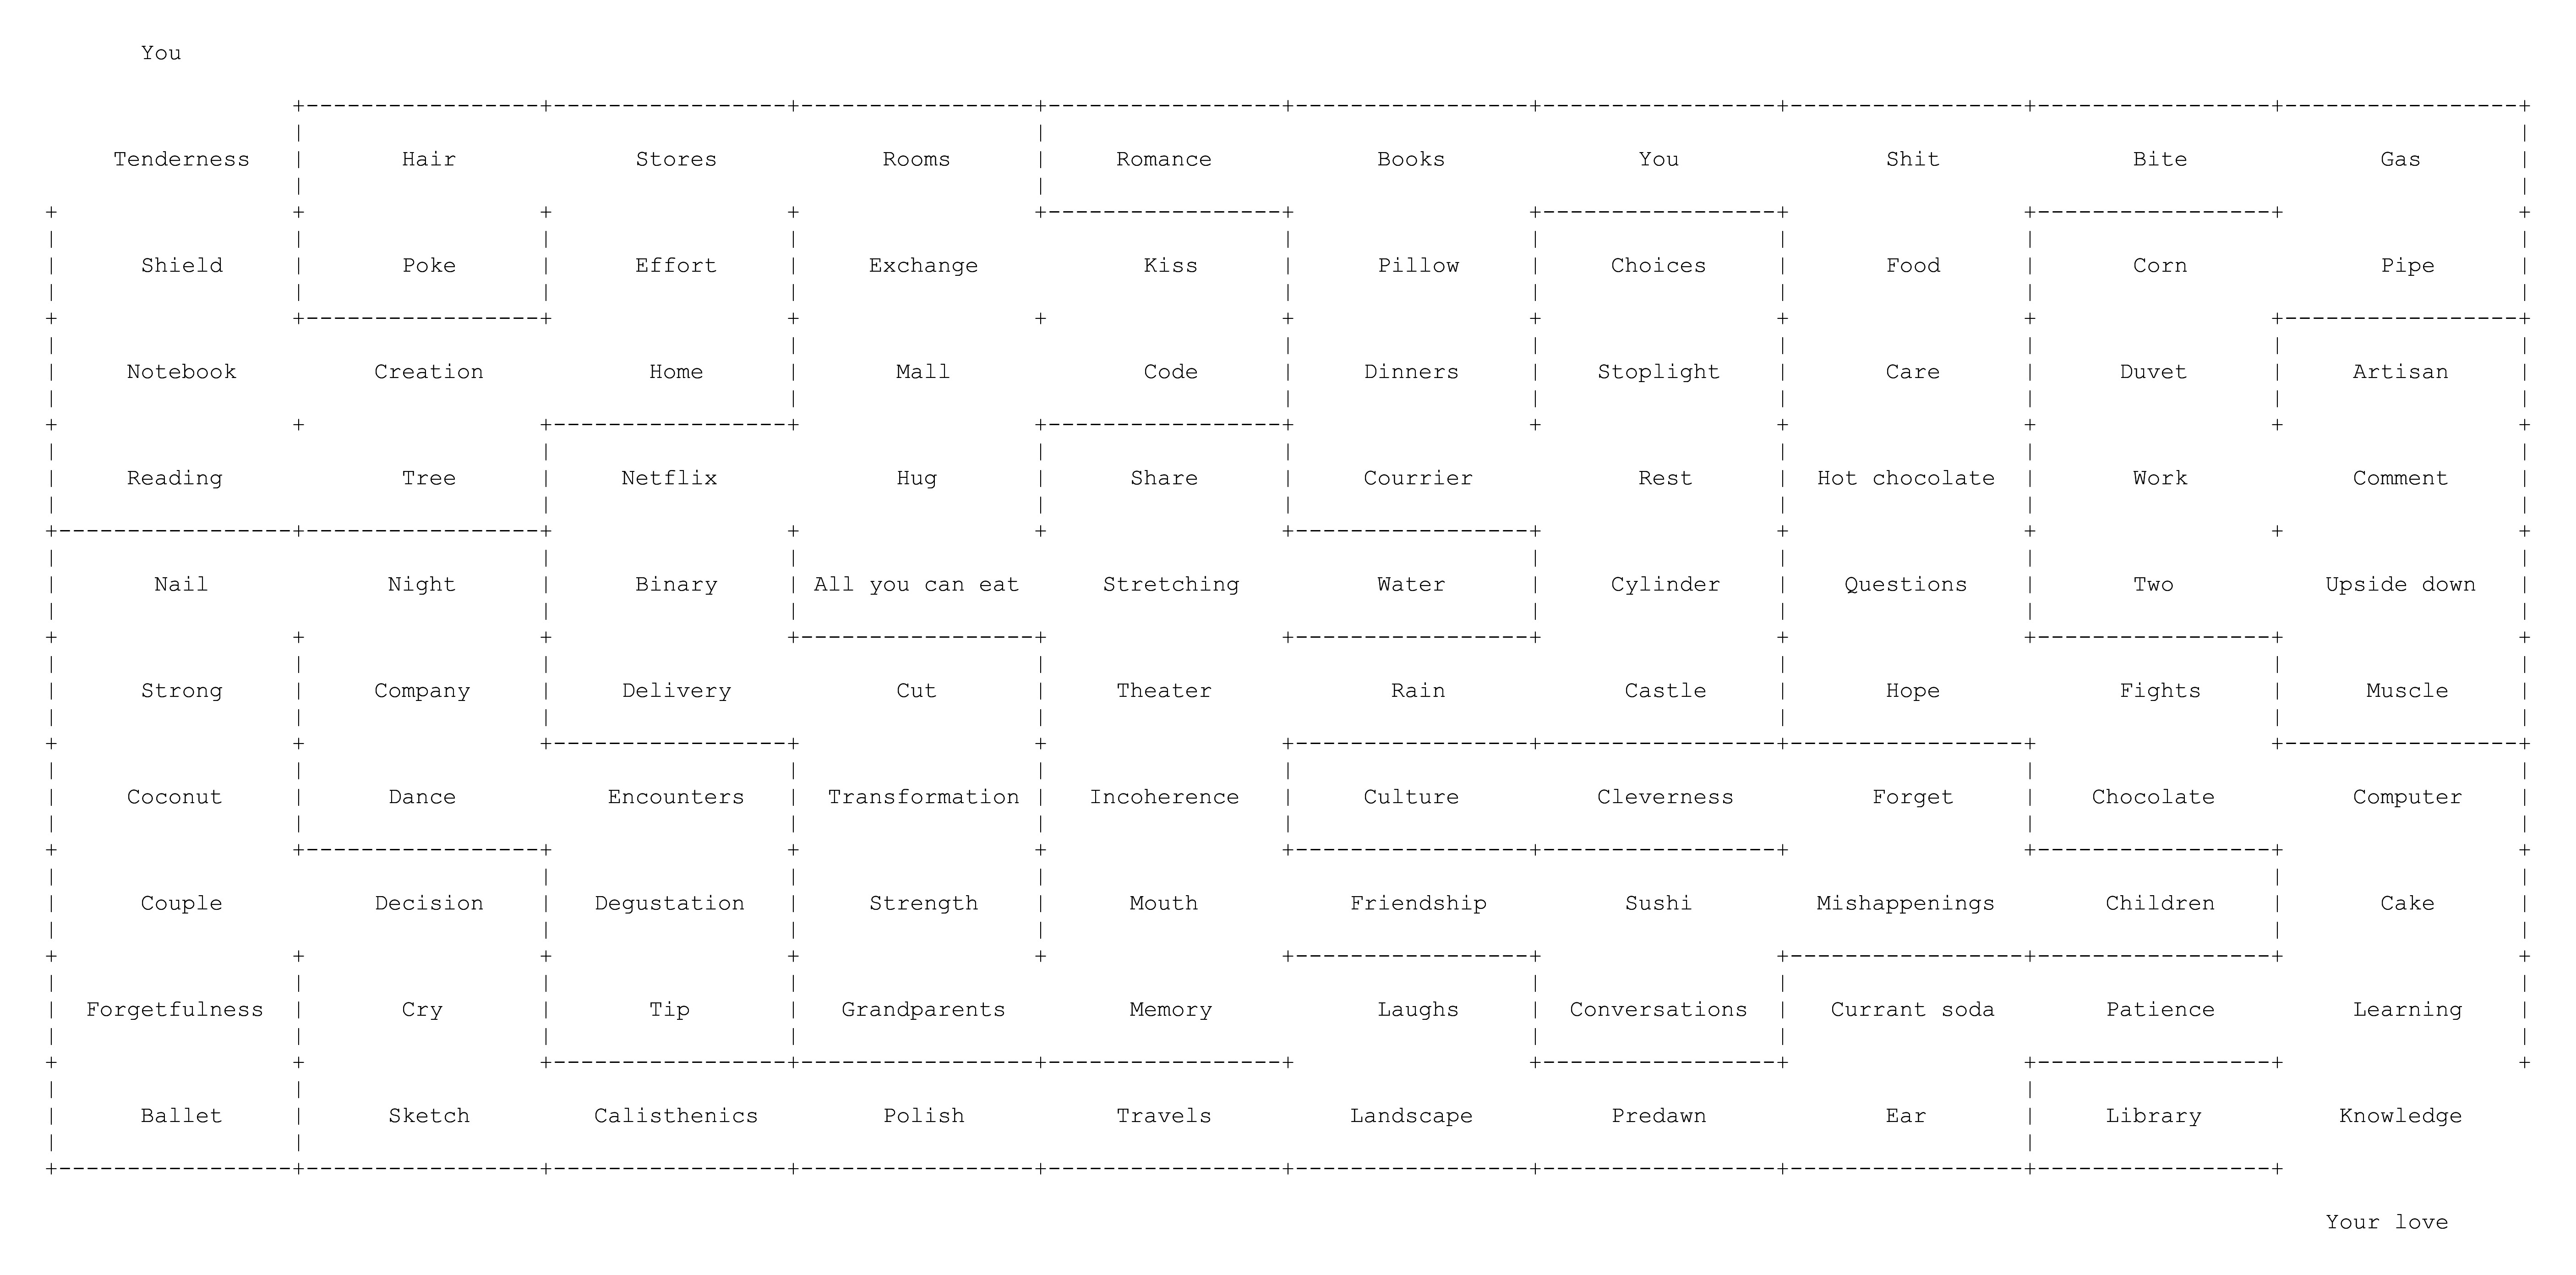 You
Tenderness Hair Stores Rooms Romance Books You Shit Bite Gas
Shield Poke Effort Exchange Kiss Pillow Choices Food Corn Pipe
Notebook Creation Home Mall Code Dinners Stoplight Care Duvet Artisan
Reading Tree Netflix Hug Share Courrier Rest Hot chocolate Work Comment
Nail Night Binary All you can eat Stretching Water Cylinder Questions Two Upside down
Strong Company Delivery Cut Theater Rain Castle Hope Fights Muscle
Coconut Dance Encounters Transformation Incoherence Culture Cleverness Forget Chocolate Computer
Couple Decision Degustation Strength Mouth Friendship Sushi Mishappenings Children Cake
Forgetfulness Cry Tip Grandparents Memory Laughs Conversations Currant soda Patience Learning
Ballet Sketch Calisthenics Polish Travels Landscape Predawn Ear Library Knowledge
Your love